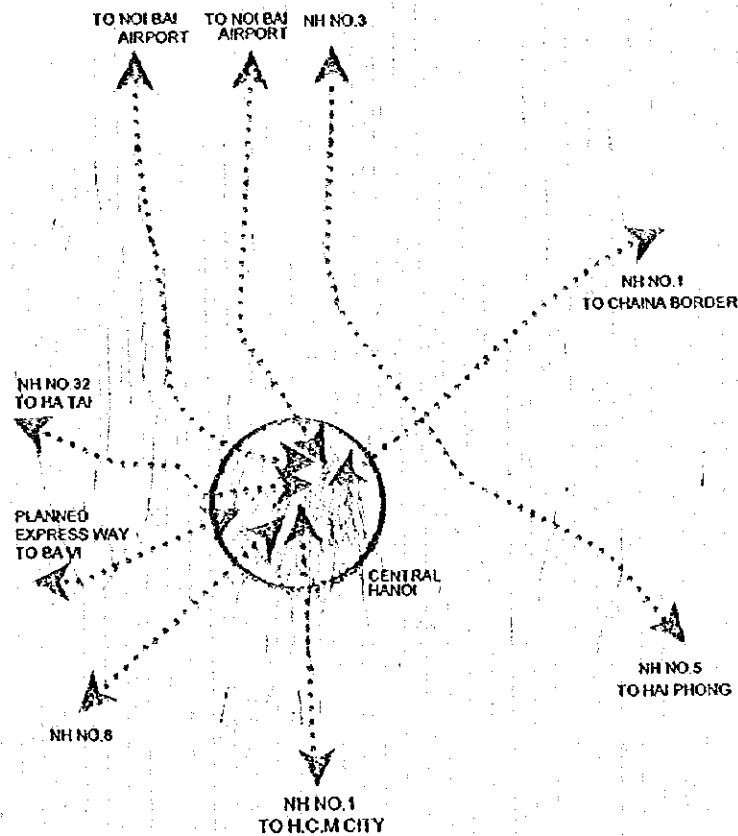 TO NOI BAI
AIRPORT
TO NOI BAI
AIRPORT
NH NO.3
NH NO.1
TO CHAINA BORDER
NH NO.32
TO HA TAI
PLANNED
EXPRESS WAY
TO BA VI
CENTRAL
HANOI
NH NO.5
TO HAI PHONG
NH NO.6
NH NO.1
TO H.C.M CITY